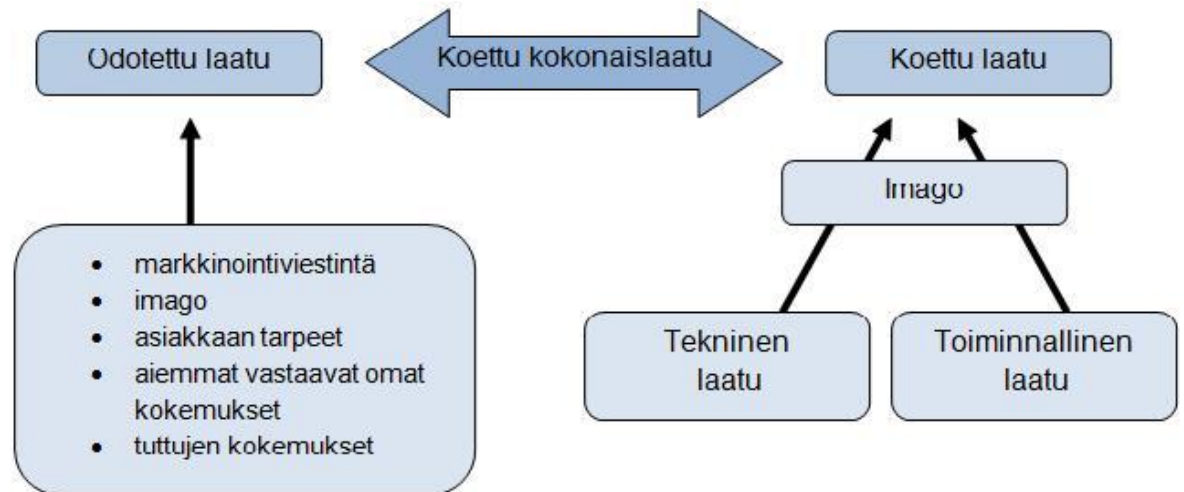 Odotettu laatu
Koettu kokonaislaatu
Koettu laatu
Imago
• markkinointiviestintä
• imago
• asiakkaan tarpeet
• aiemmat vastaavat omat
kokemukset
• tuttujen kokemukset
Tekninen
laatu
Toiminnallinen
laatu